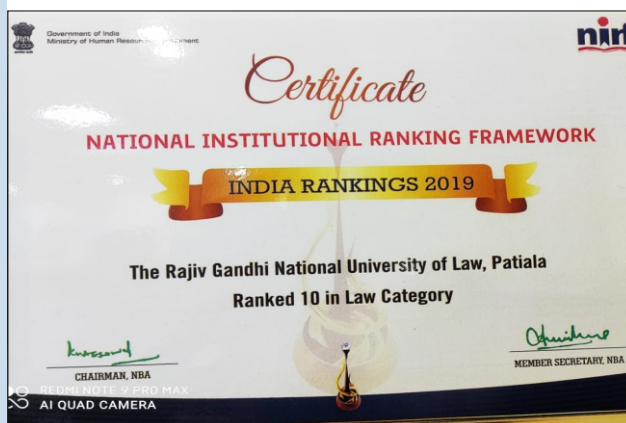 Government of India
Ministry of Human Resource Development
nirf
Certificate
NATIONAL INSTITUTIONAL RANKING FRAMEWORK
INDIA RANKINGS 2019
The Rajiv Gandhi National University of Law, Patiala
Ranked 10 in Law Category
CHAIRMAN, NBA
MEMBER SECRETARY, NBA
REDMI NOTE 9 PRO MAX
AI QUAD CAMERA